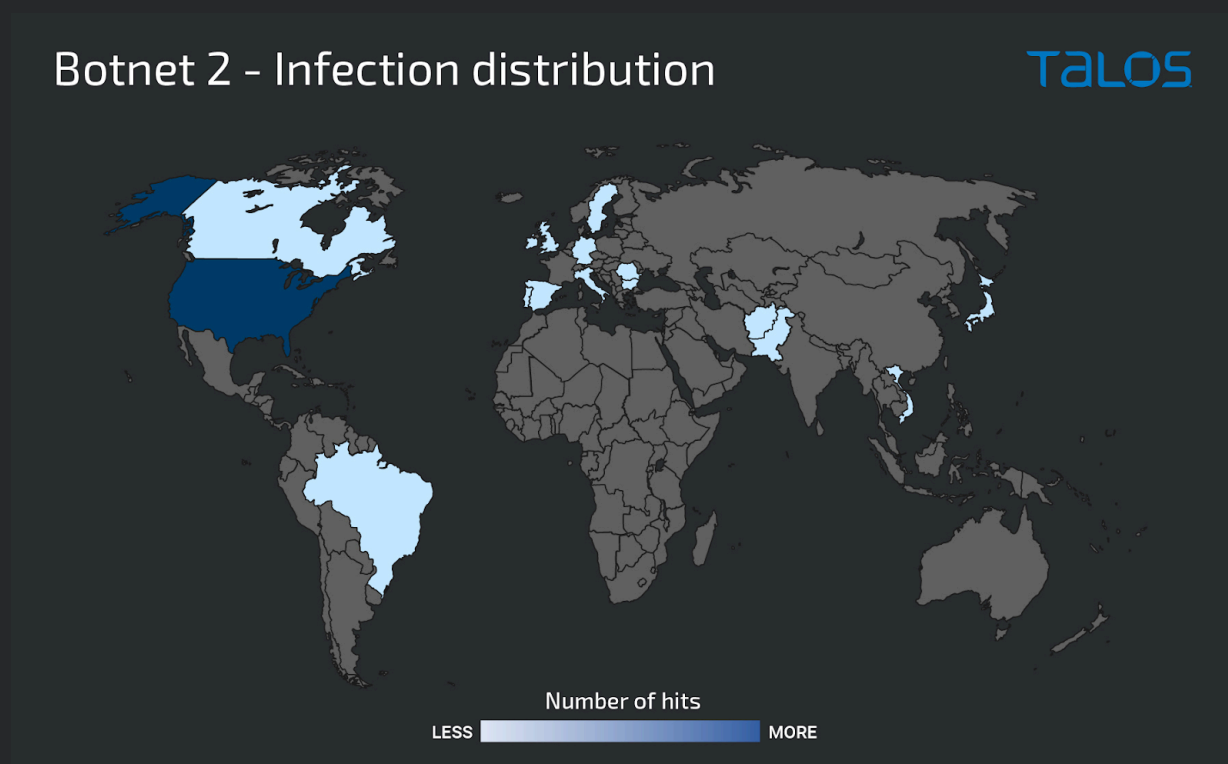 Botnet 2 - Infection distribution
TALOS
Number of hits
LESS
MORE